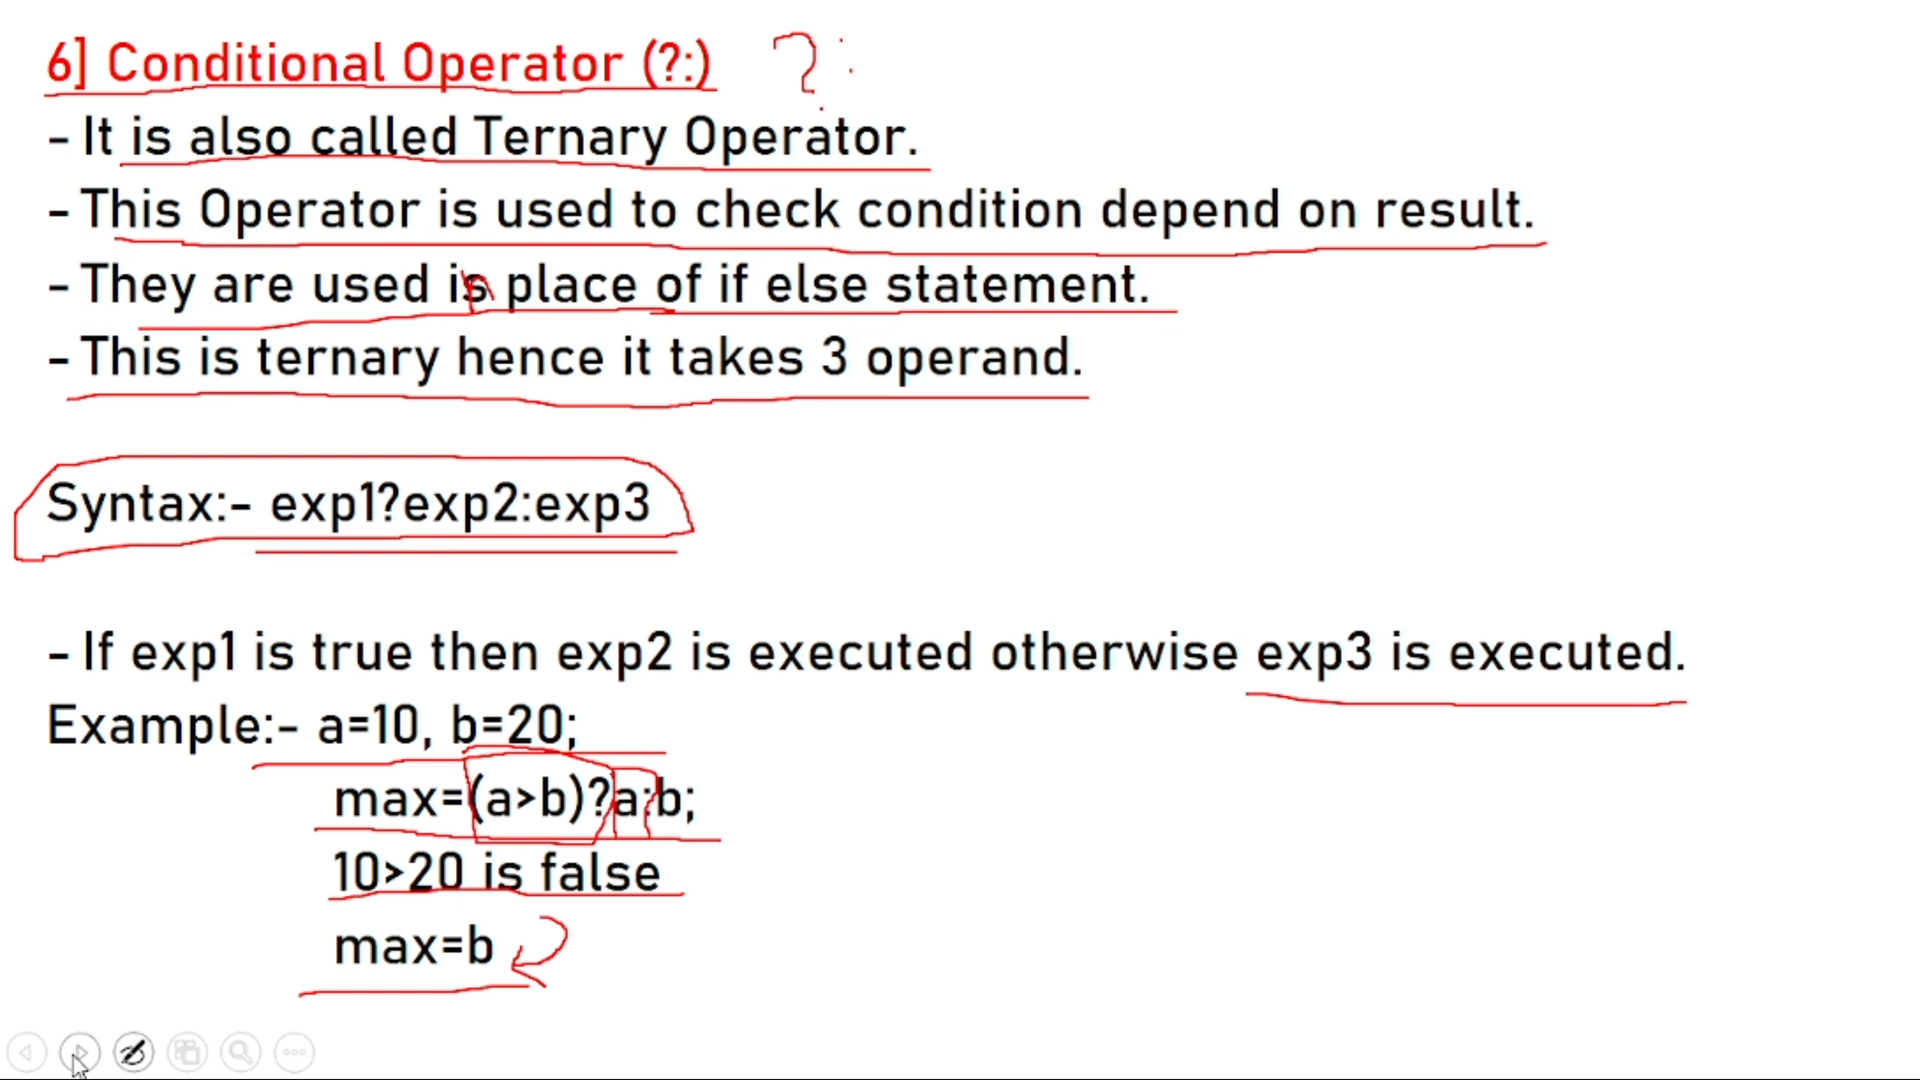 6] Conditional Operator (?:) ? :
- It is also called Ternary Operator.
- This Operator is used to check condition depend on result.
- They are used is place of if else statement.
- This is ternary hence it takes 3 operand.
Syntax:- exp1?exp2:exp3
- If exp1 is true then exp2 is executed otherwise exp3 is executed.
Example:- a=10, b=20;
max=(a>b)?a:b;
10>20 is false
max=b